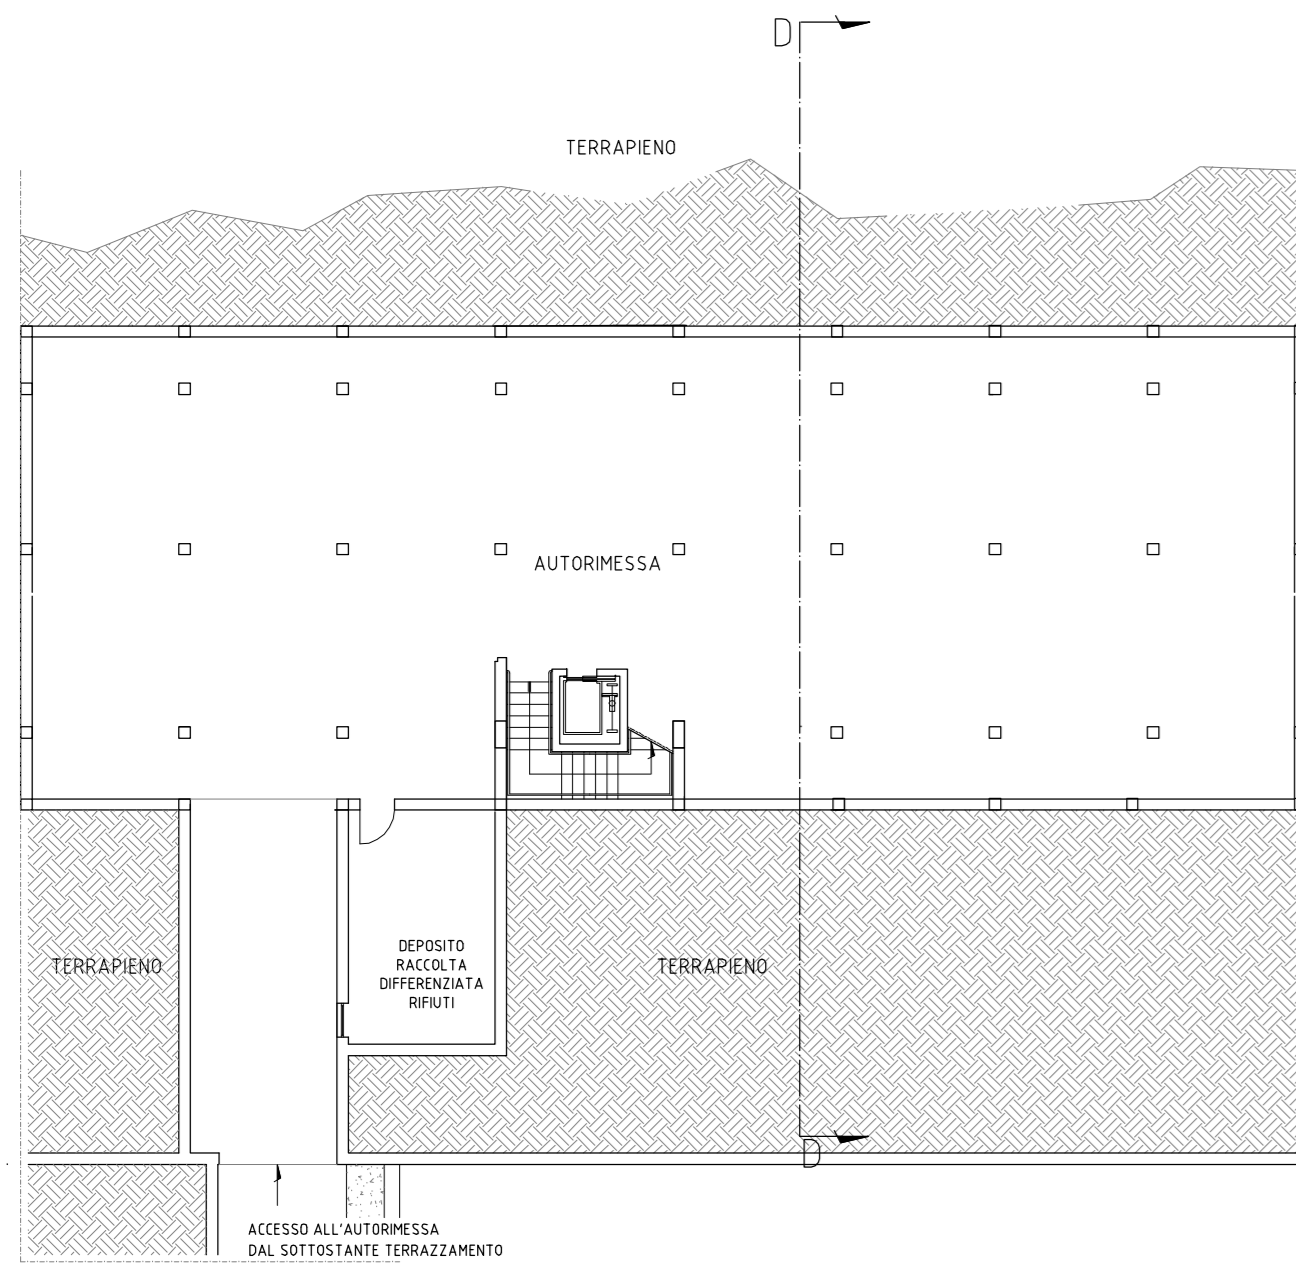 D
TERRAPIENO
AUTORIMESSA
DEPOSITO
RACCOLTA
DIFFERENZIATA
RIFIUTI
TERRAPIENO
TERRAPIENO
D
ACCESSO ALL'AUTORIMESSA
DAL SOTTOSTANTE TERRAZZAMENTO